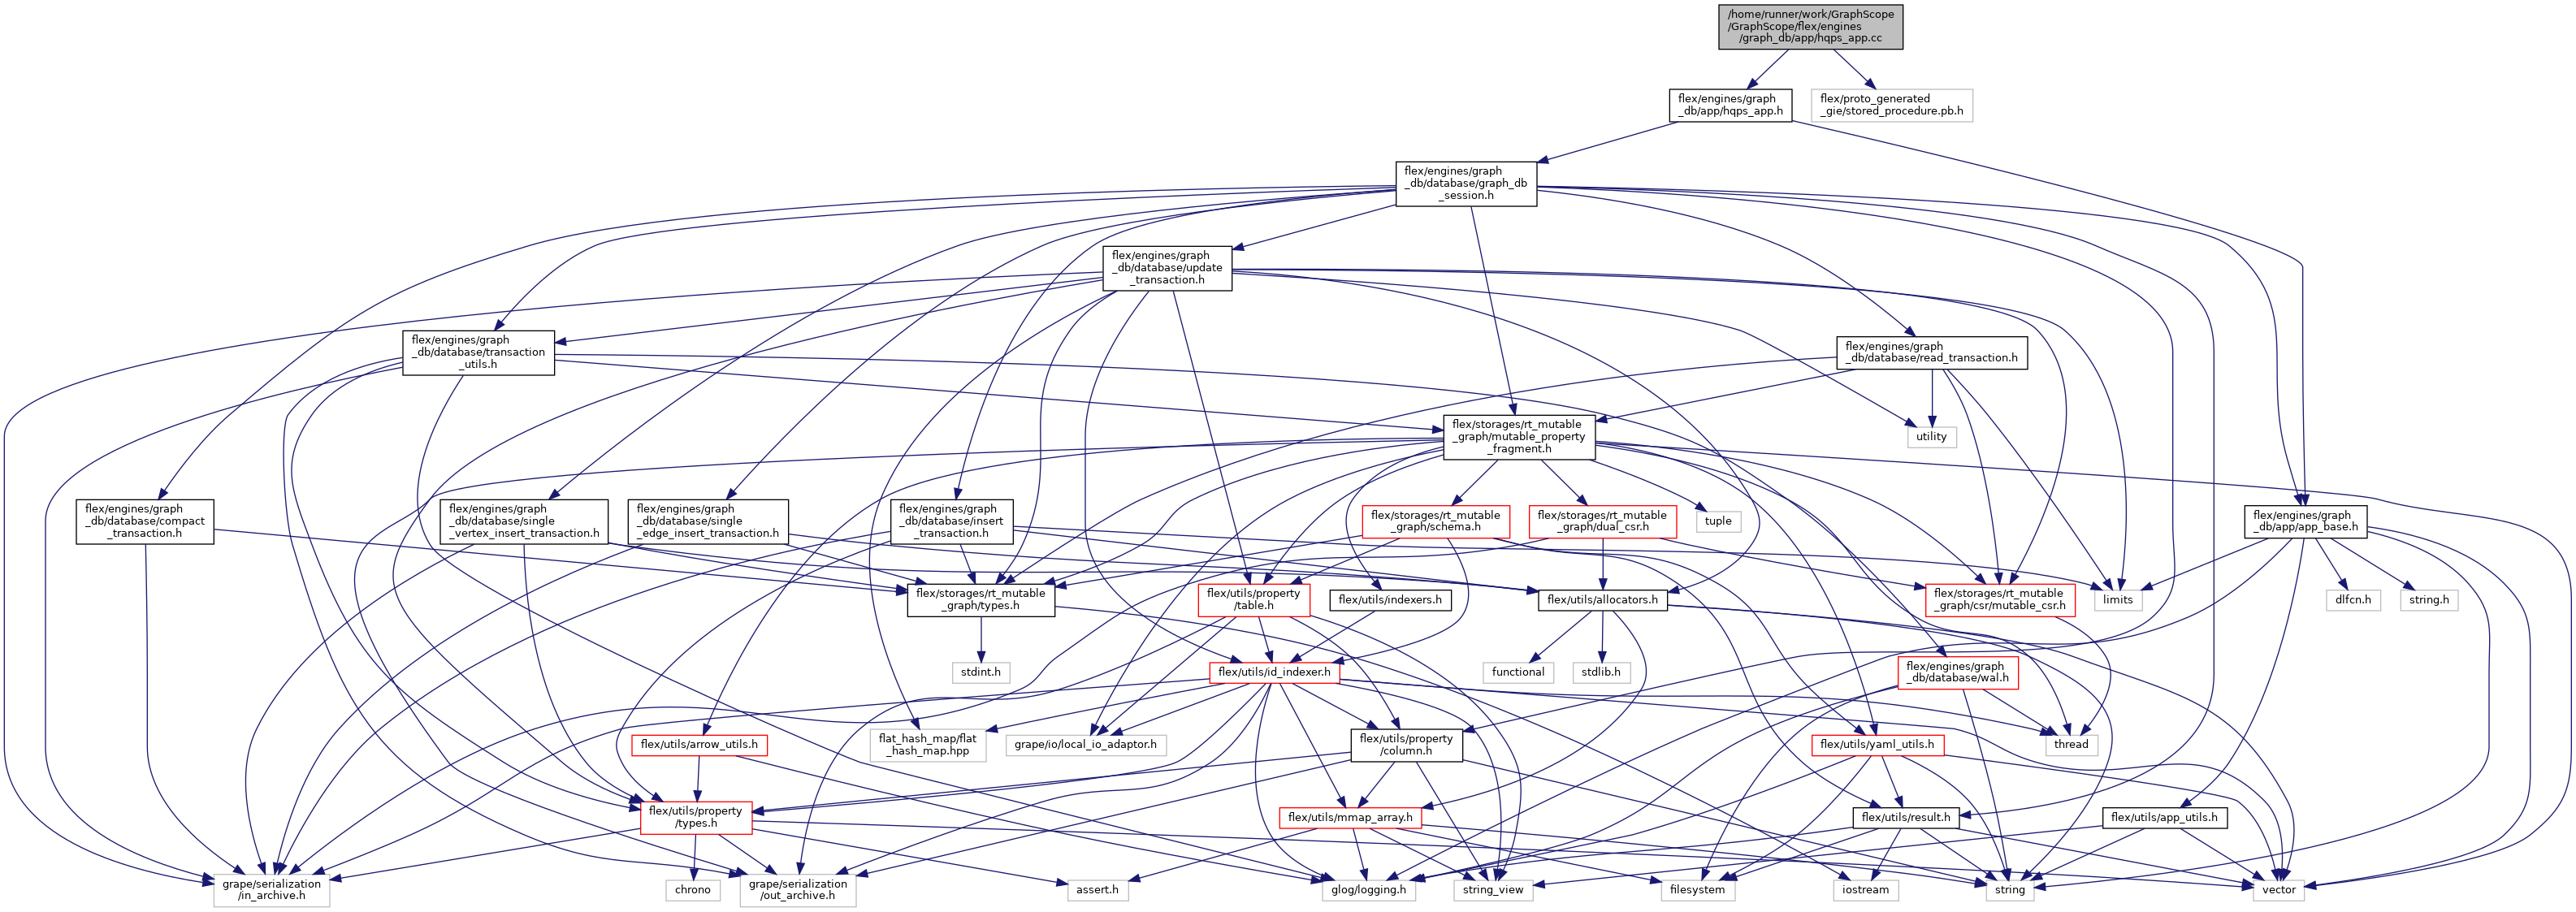 /home/runner/work/GraphScope
/GraphScope/flex/engines
/graph_db/app/hqps_app.cc
flex/engines/graph
_db/app/hqps_app.h
flex/proto_generated
_gie/stored_procedure.pb.h
flex/engines/graph
_db/database/graph_db
_session.h
flex/engines/graph
_db/database/update
_transaction.h
flex/engines/graph
_db/database/transaction
_utils.h
flex/engines/graph
_db/database/read_transaction.h
flex/storages/rt_mutable
_graph/mutable_property
_fragment.h
utility
flex/engines/graph
_db/database/compact
_transaction.h
flex/engines/graph
_db/database/single
_vertex_insert_transaction.h
flex/engines/graph
_db/database/single
_edge_insert_transaction.h
flex/engines/graph
_db/database/insert
_transaction.h
flex/storages/rt_mutable
_graph/schema.h
flex/storages/rt_mutable
_graph/dual_csr.h
tuple
flex/engines/graph
_db/app/app_base.h
flex/storages/rt_mutable
_graph/types.h
flex/utils/property
/table.h
flex/utils/indexers.h
flex/utils/allocators.h
flex/storages/rt_mutable
_graph/csr/mutable_csr.h
limits
dlfcn.h
string.h
stdint.h
flex/utils/id_indexer.h
functional
stdlib.h
flex/engines/graph
_db/database/wal.h
flex/utils/arrow_utils.h
flat_hash_map/flat
_hash_map.hpp
grape/io/local_io_adaptor.h
flex/utils/property
/column.h
flex/utils/yaml_utils.h
thread
flex/utils/property
/types.h
flex/utils/mmap_array.h
flex/utils/result.h
flex/utils/app_utils.h
grape/serialization
/in_archive.h
chrono
grape/serialization
/out_archive.h
assert.h
glog/logging.h
string_view
filesystem
iostream
string
vector